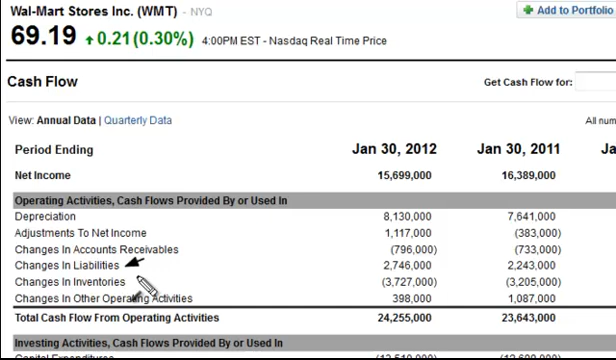 Wal-Mart Stores Inc. (WMT) - NYQ
Add to Portfolio
69.19 0.21 (0.30%) 4:00PM EST - Nasdaq Real Time Price
Cash Flow Get Cash Flow for:
View: Annual Data | Quarterly Data All num
Period Ending Jan 30, 2012 Jan 30, 2011 Ja
Net Income 15,699,000 16,389,000
Operating Activities, Cash Flows Provided By or Used In
Depreciation 8,130,000 7,641,000
Adjustments To Net Income 1,117,000 (383,000)
Changes In Accounts Receivables (796,000) (733,000)
Changes In Liabilities 2,746,000 2,243,000
Changes In Inventories (3,727,000) (3,205,000)
Changes In Other Operating Activities 398,000 1,087,000
Total Cash Flow From Operating Activities 24,255,000 23,643,000
Investing Activities, Cash Flows Provided By or Used In
Capital Expenditures